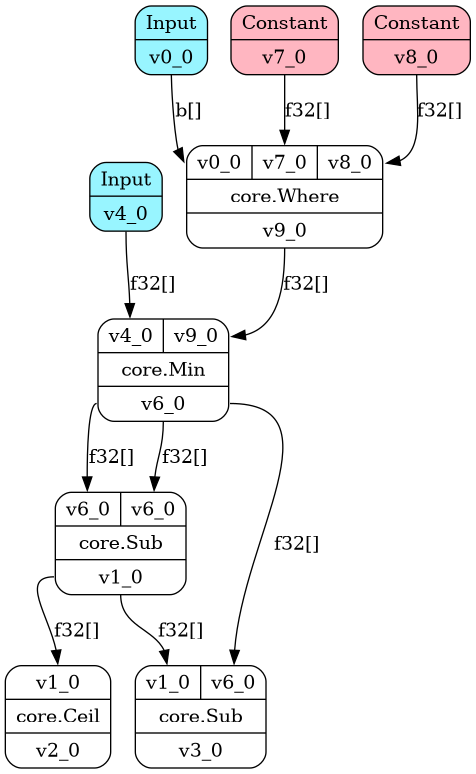 Input
v0_0
Constant
v7_0
Constant
v8_0
b[]
f32[]
f32[]
Input
v4_0
v0_0 v7_0 v8_0
core.Where
v9_0
f32[]
f32[]
v4_0 v9_0
core.Min
v6_0
f32[]
f32[]
f32[]
v6_0 v6_0
core.Sub
v1_0
f32[]
f32[]
v1_0
core.Ceil
v2_0
v1_0 v6_0
core.Sub
v3_0